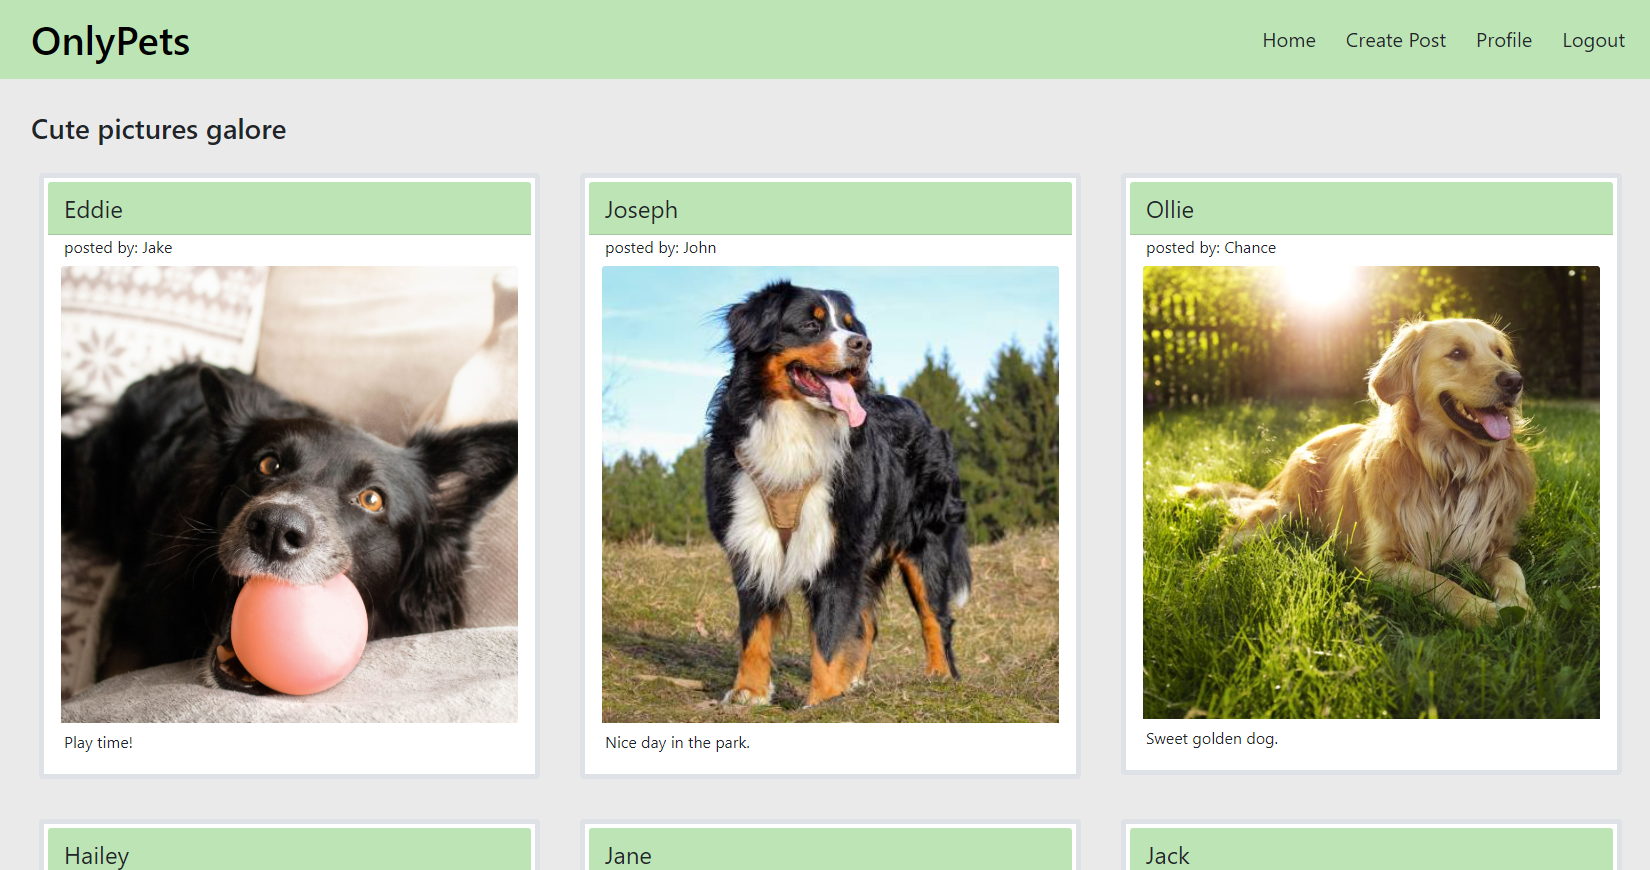 OnlyPets
Home Create Post Profile Logout
Cute pictures galore
Eddie
posted by: Jake
Play time!
Joseph
posted by: John
Nice day in the park.
Ollie
posted by: Chance
Sweet golden dog.
Hailey
Jane
Jack